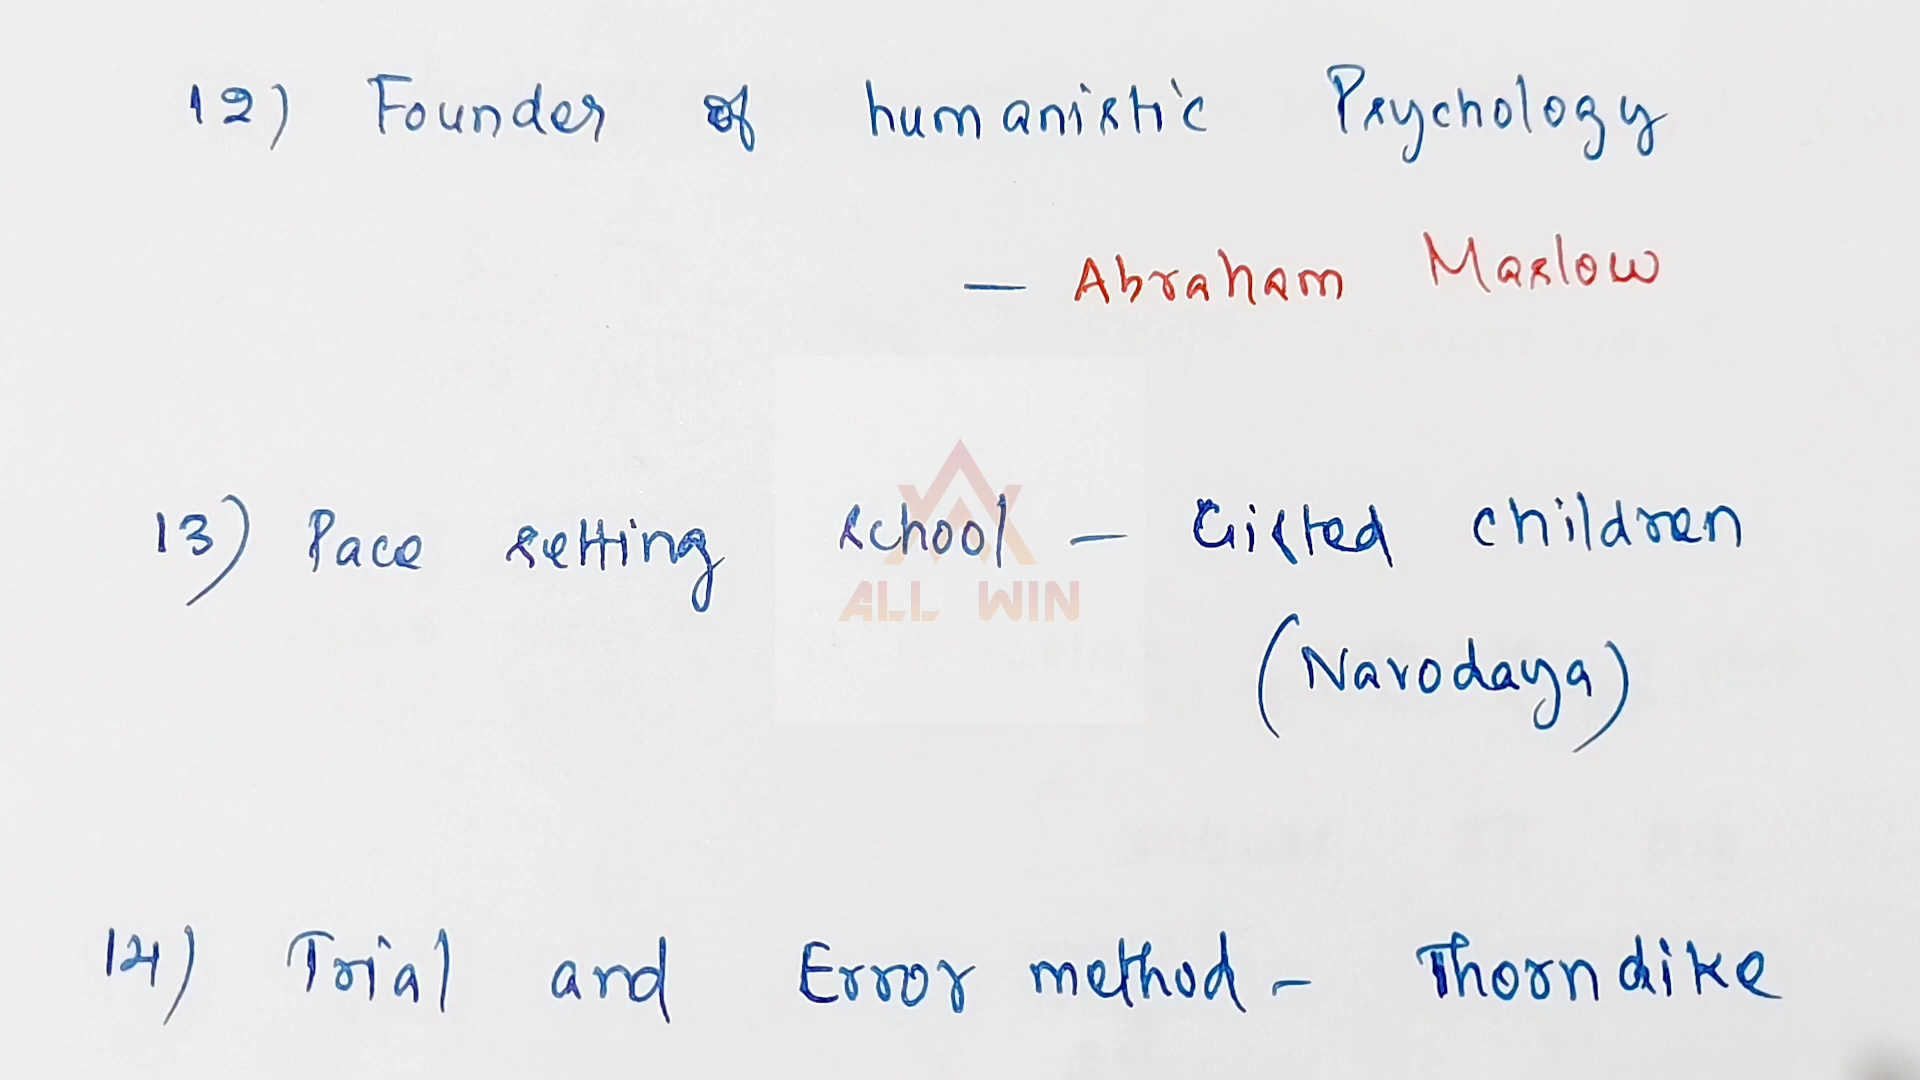 12) Founder of humanistic Psychology
— Abraham Maslow
13) Pace setting school — Gifted children
(Navodaya)
14) Trial and Error method - Thorndike
ALL WIN